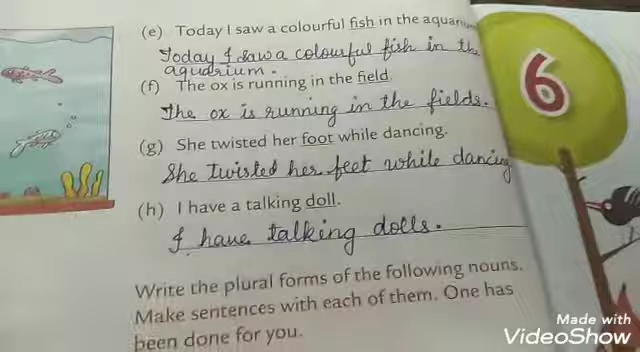 (e) Today I saw a colourful fish in the
Today I saw a colourful fish in the
aquarium.
(f) The ox is running in the field.
The ox is running in the fields.
(g) She twisted her foot while dancing.
She twisted her feet while dancing
(h) I have a talking doll.
I have talking dolls.
Write the plural forms of the following nouns.
Make sentences with each of them. One has
been done for you.
6
Made with
VideoShow